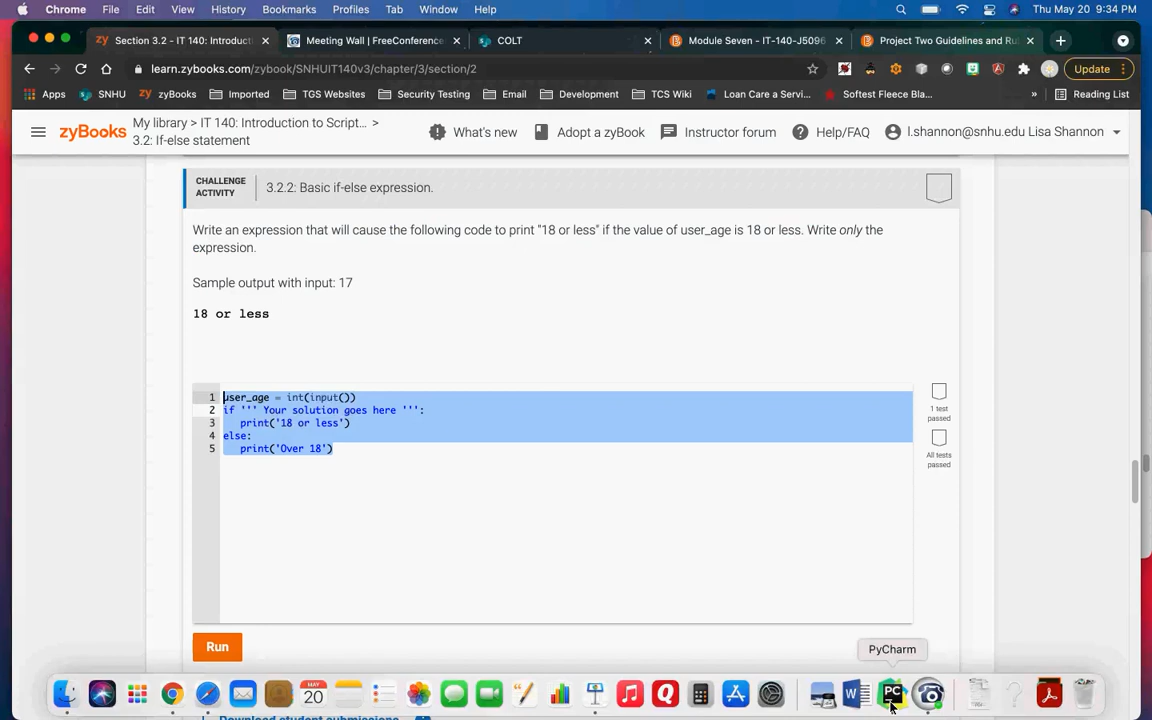 Chrome File Edit View History Bookmarks Profiles Tab Window Help Thu May 20 9:34 PM
Section 3.2 - IT 140: Introducti Meeting Wall | FreeConference COLT Module Seven - IT-140-J5096 Project Two Guidelines and Ru
learn.zybooks.com/zybook/SNHUIT140v3/chapter/3/section/2 Update
Apps SNHU zyBooks Imported TGS Websites Security Testing Email Development TCS Wiki Loan Care a Servi... Softest Fleece Bla... » Reading List
zyBooks My library > IT 140: Introduction to Script... > What's new Adopt a zyBook Instructor forum Help/FAQ l.shannon@snhu.edu Lisa Shannon
3.2: If-else statement
CHALLENGE ACTIVITY 3.2.2: Basic if-else expression.
Write an expression that will cause the following code to print "18 or less" if the value of user_age is 18 or less. Write only the
expression.
Sample output with input: 17
18 or less
1 user_age = int(input())
2 if ''' Your solution goes here ''':
3 print('18 or less')
4 else:
5 print('Over 18')
1 test
passed
All tests
passed
Run
PyCharm
MAY
20
PC
Download student submissions